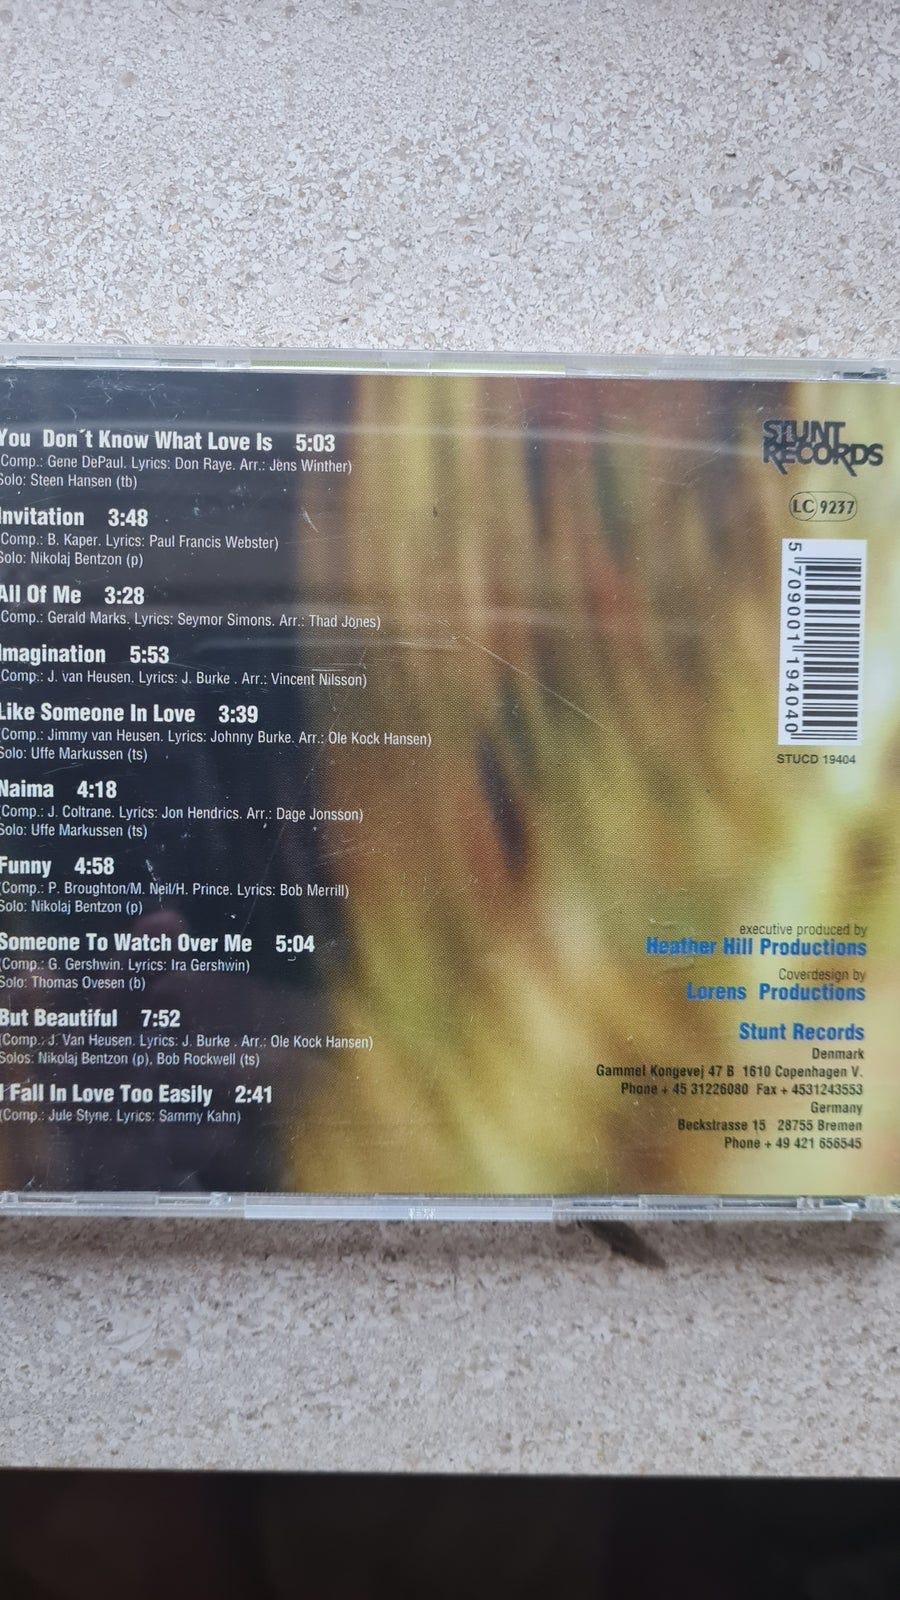 You Don´t Know What Love Is 5:03
(Comp.: Gene DePaul. Lyrics: Don Raye. Arr.: Jens Winther)
Solo: Steen Hansen (tb)
Invitation 3:48
(Comp.: B. Kaper. Lyrics: Paul Francis Webster)
Solo: Nikolaj Bentzon (p)
All Of Me 3:28
(Comp.: Gerald Marks. Lyrics: Seymor Simons. Arr.: Thad Jones)
Imagination 5:53
(Comp.: J. van Heusen. Lyrics: J. Burke . Arr.: Vincent Nilsson)
Like Someone In Love 3:39
(Comp.: Jimmy van Heusen. Lyrics: Johnny Burke. Arr.: Ole Kock Hansen)
Solo: Uffe Markussen (ts)
Naima 4:18
(Comp.: J. Coltrane. Lyrics: Jon Hendrics. Arr.: Dage Jonsson)
Solo: Uffe Markussen (ts)
Funny 4:58
(Comp.: P. Broughton/M. Neil/H. Prince. Lyrics: Bob Merrill)
Solo: Nikolaj Bentzon (p)
Someone To Watch Over Me 5:04
(Comp.: G. Gershwin. Lyrics: Ira Gershwin)
Solo: Thomas Ovesen (b)
But Beautiful 7:52
(Comp.: J. Van Heusen. Lyrics: J. Burke . Arr.: Ole Kock Hansen)
Solos: Nikolaj Bentzon (p), Bob Rockwell (ts)
I Fall In Love Too Easily 2:41
(Comp.: Jule Styne. Lyrics: Sammy Kahn)
STUNT
RECORDS
LC 9237
5 709001 194040
STUCD 19404
executive produced by
Heather Hill Productions
Coverdesign by
Lorens Productions
Stunt Records
Denmark
Gammel Kongevej 47 B 1610 Copenhagen V.
Phone + 45 31226080 Fax + 4531243553
Germany
Beckstrasse 15 28755 Bremen
Phone + 49 421 656545